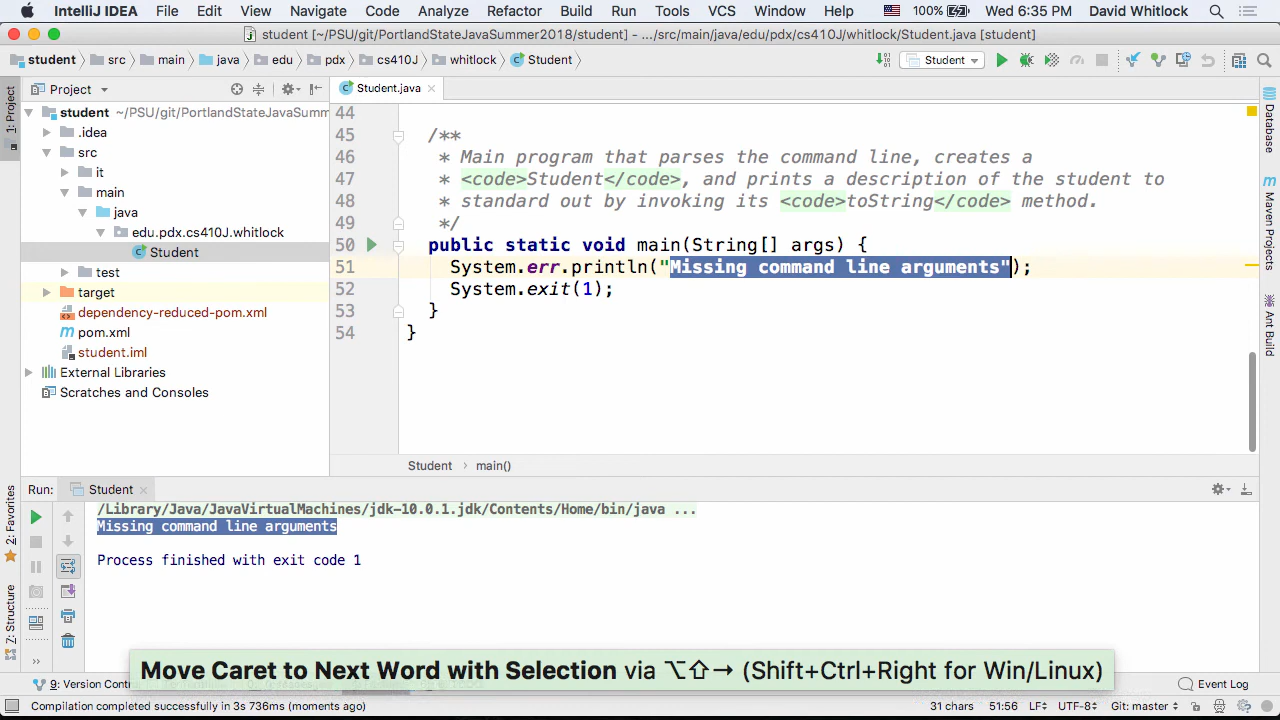 IntelliJ IDEA File Edit View Navigate Code Analyze Refactor Build Run Tools VCS Window Help 100% Wed 6:35 PM David Whitlock
student [~/PSU/git/PortlandStateJavaSummer2018/student] - .../src/main/java/edu/pdx/cs410J/whitlock/Student.java [student]
student src main java edu pdx cs410J whitlock Student Student
1: Project
Project
Student.java
student ~/PSU/git/PortlandStateJavaSumm
.idea
src
it
main
java
edu.pdx.cs410J.whitlock
Student
test
target
dependency-reduced-pom.xml
pom.xml
student.iml
External Libraries
Scratches and Consoles
44
45 /**
46 * Main program that parses the command line, creates a
47 * <code>Student</code>, and prints a description of the student to
48 * standard out by invoking its <code>toString</code> method.
49 */
50 public static void main(String[] args) {
51 System.err.println("Missing command line arguments");
52 System.exit(1);
53 }
54 }
Student › main()
Database
Maven Projects
Ant Build
2: Favorites
7: Structure
Run: Student
/Library/Java/JavaVirtualMachines/jdk-10.0.1.jdk/Contents/Home/bin/java ...
Missing command line arguments
Process finished with exit code 1
Move Caret to Next Word with Selection via ⌥⇧→ (Shift+Ctrl+Right for Win/Linux)
9: Version Cont
Event Log
Compilation completed successfully in 3s 736ms (moments ago) 31 chars 51:56 LF÷ UTF-8÷ Git: master÷